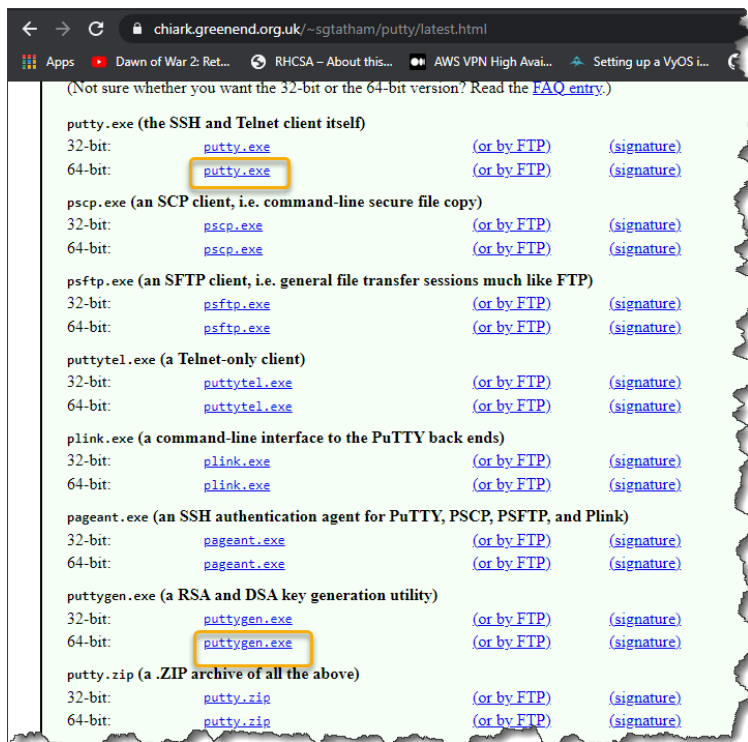 chiark.greenend.org.uk/~sgtatham/putty/latest.html
Apps Dawn of War 2: Ret... RHCSA – About this... AWS VPN High Avai... Setting up a VyOS i...
(Not sure whether you want the 32-bit or the 64-bit version? Read the FAQ entry.)
putty.exe (the SSH and Telnet client itself)
32-bit: putty.exe (or by FTP) (signature)
64-bit: putty.exe (or by FTP) (signature)
pscp.exe (an SCP client, i.e. command-line secure file copy)
32-bit: pscp.exe (or by FTP) (signature)
64-bit: pscp.exe (or by FTP) (signature)
psftp.exe (an SFTP client, i.e. general file transfer sessions much like FTP)
32-bit: psftp.exe (or by FTP) (signature)
64-bit: psftp.exe (or by FTP) (signature)
puttytel.exe (a Telnet-only client)
32-bit: puttytel.exe (or by FTP) (signature)
64-bit: puttytel.exe (or by FTP) (signature)
plink.exe (a command-line interface to the PuTTY back ends)
32-bit: plink.exe (or by FTP) (signature)
64-bit: plink.exe (or by FTP) (signature)
pageant.exe (an SSH authentication agent for PuTTY, PSCP, PSFTP, and Plink)
32-bit: pageant.exe (or by FTP) (signature)
64-bit: pageant.exe (or by FTP) (signature)
puttygen.exe (a RSA and DSA key generation utility)
32-bit: puttygen.exe (or by FTP) (signature)
64-bit: puttygen.exe (or by FTP) (signature)
putty.zip (a .ZIP archive of all the above)
32-bit: putty.zip (or by FTP) (signature)
64-bit: putty.zip (or by FTP) (signature)